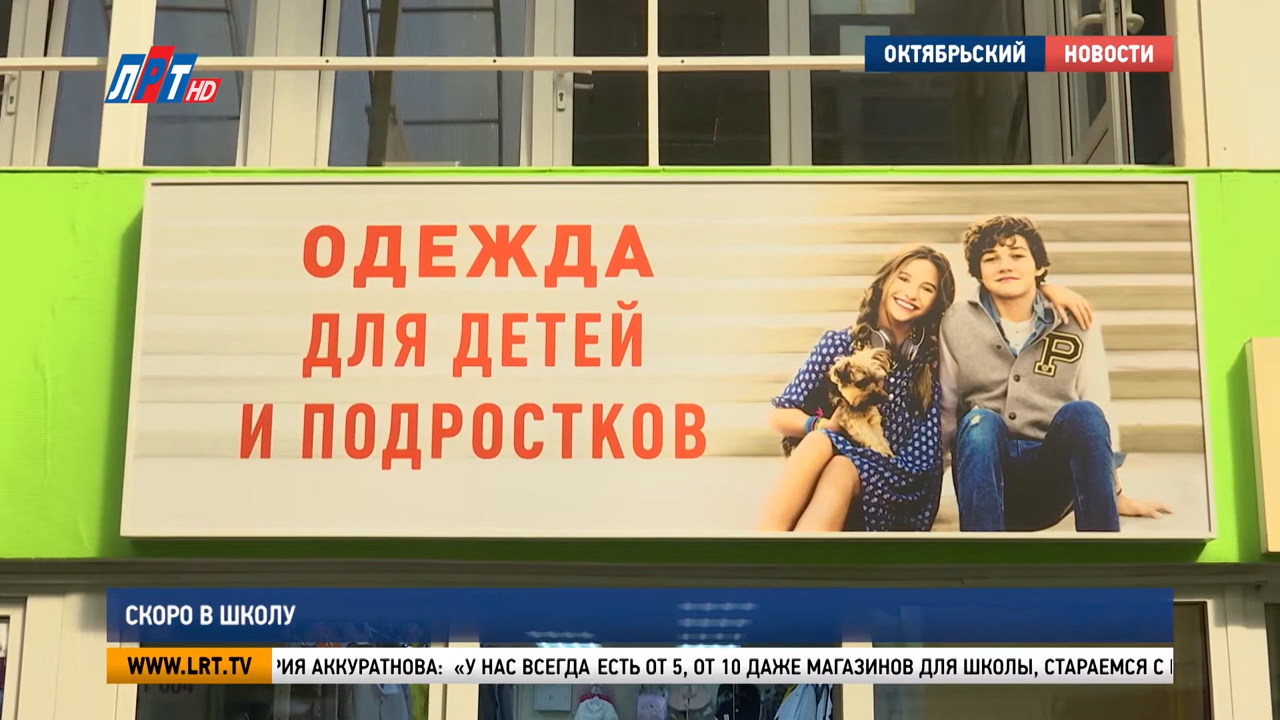 ЛРТ HD
ОКТЯБРЬСКИЙ НОВОСТИ
ОДЕЖДА
ДЛЯ ДЕТЕЙ
И ПОДРОСТКОВ
P
СКОРО В ШКОЛУ
WWW.LRT.TV РИЯ АККУРАТНОВА: «У НАС ВСЕГДА ЕСТЬ ОТ 5, ОТ 10 ДАЖЕ МАГАЗИНОВ ДЛЯ ШКОЛЫ, СТАРАЕМСЯ С